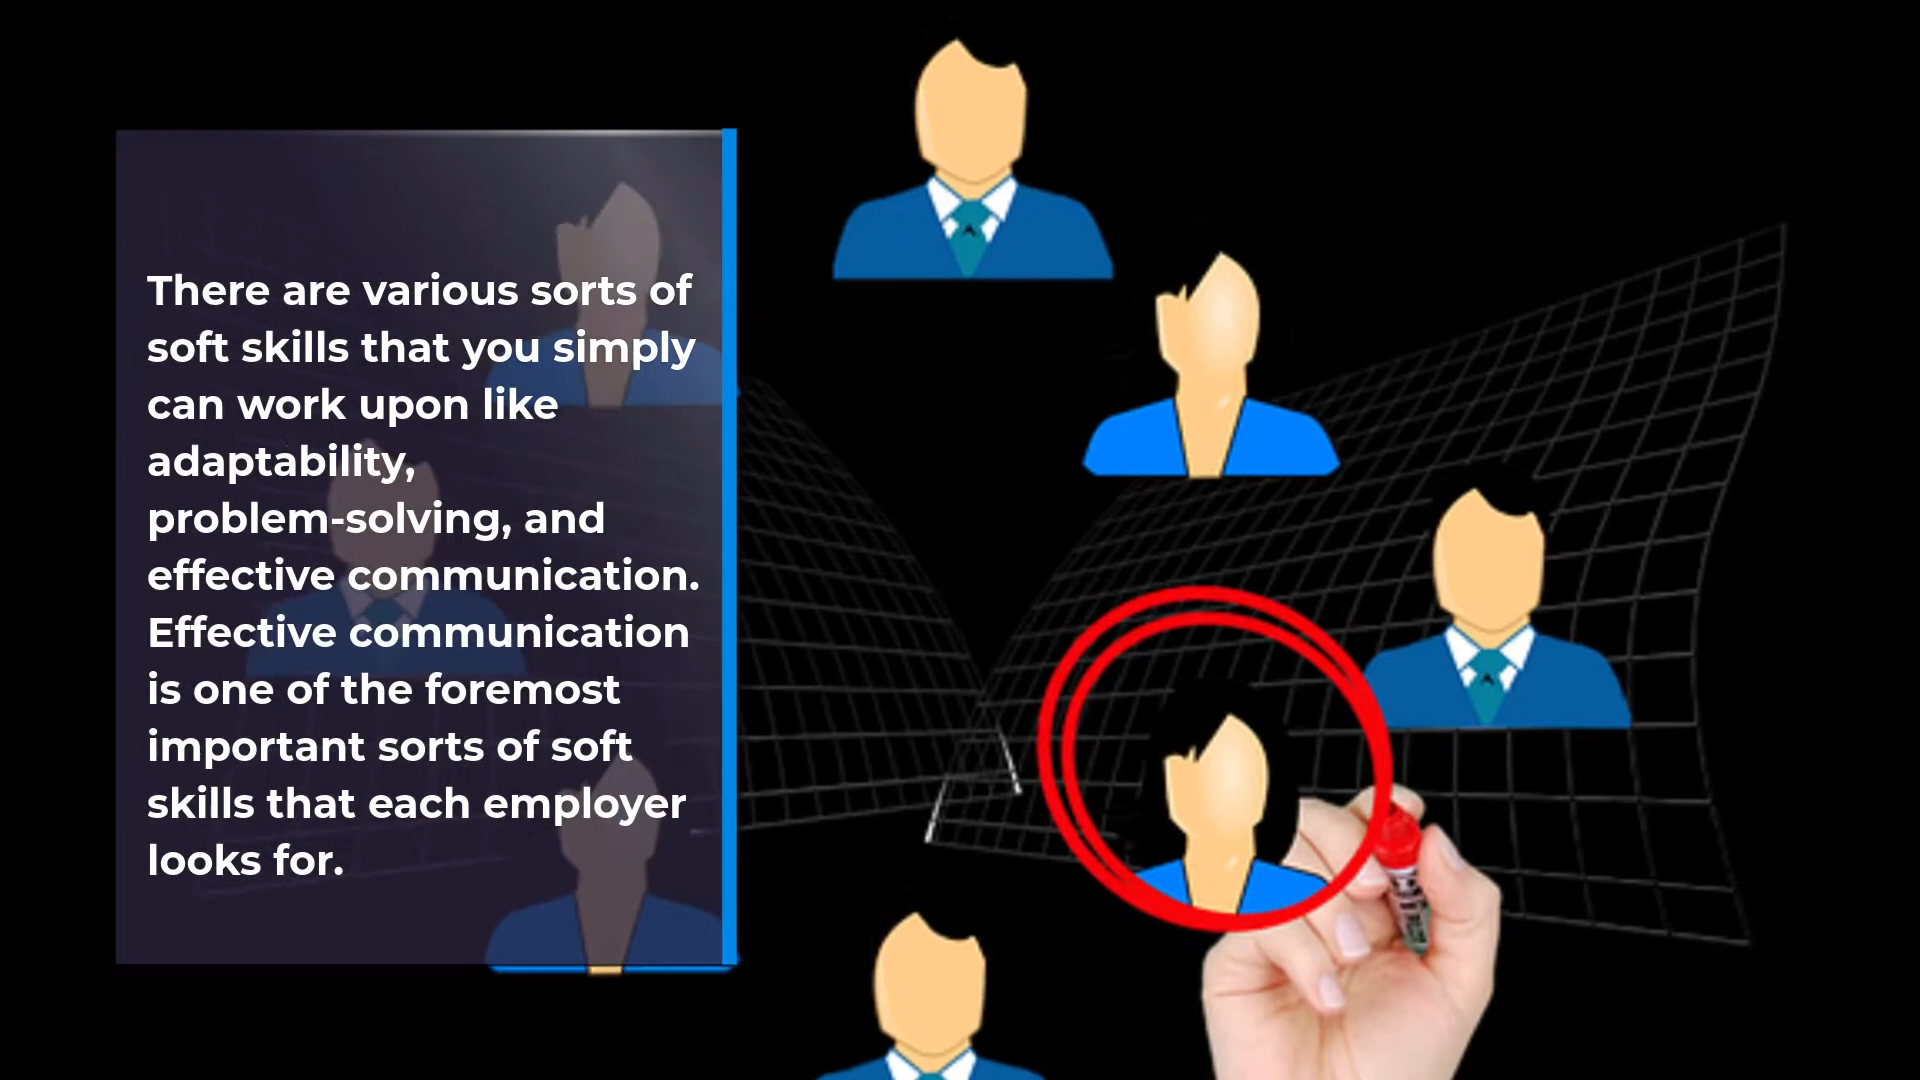 There are various sorts of
soft skills that you simply
can work upon like
adaptability,
problem-solving, and
effective communication.
Effective communication
is one of the foremost
important sorts of soft
skills that each employer
looks for.